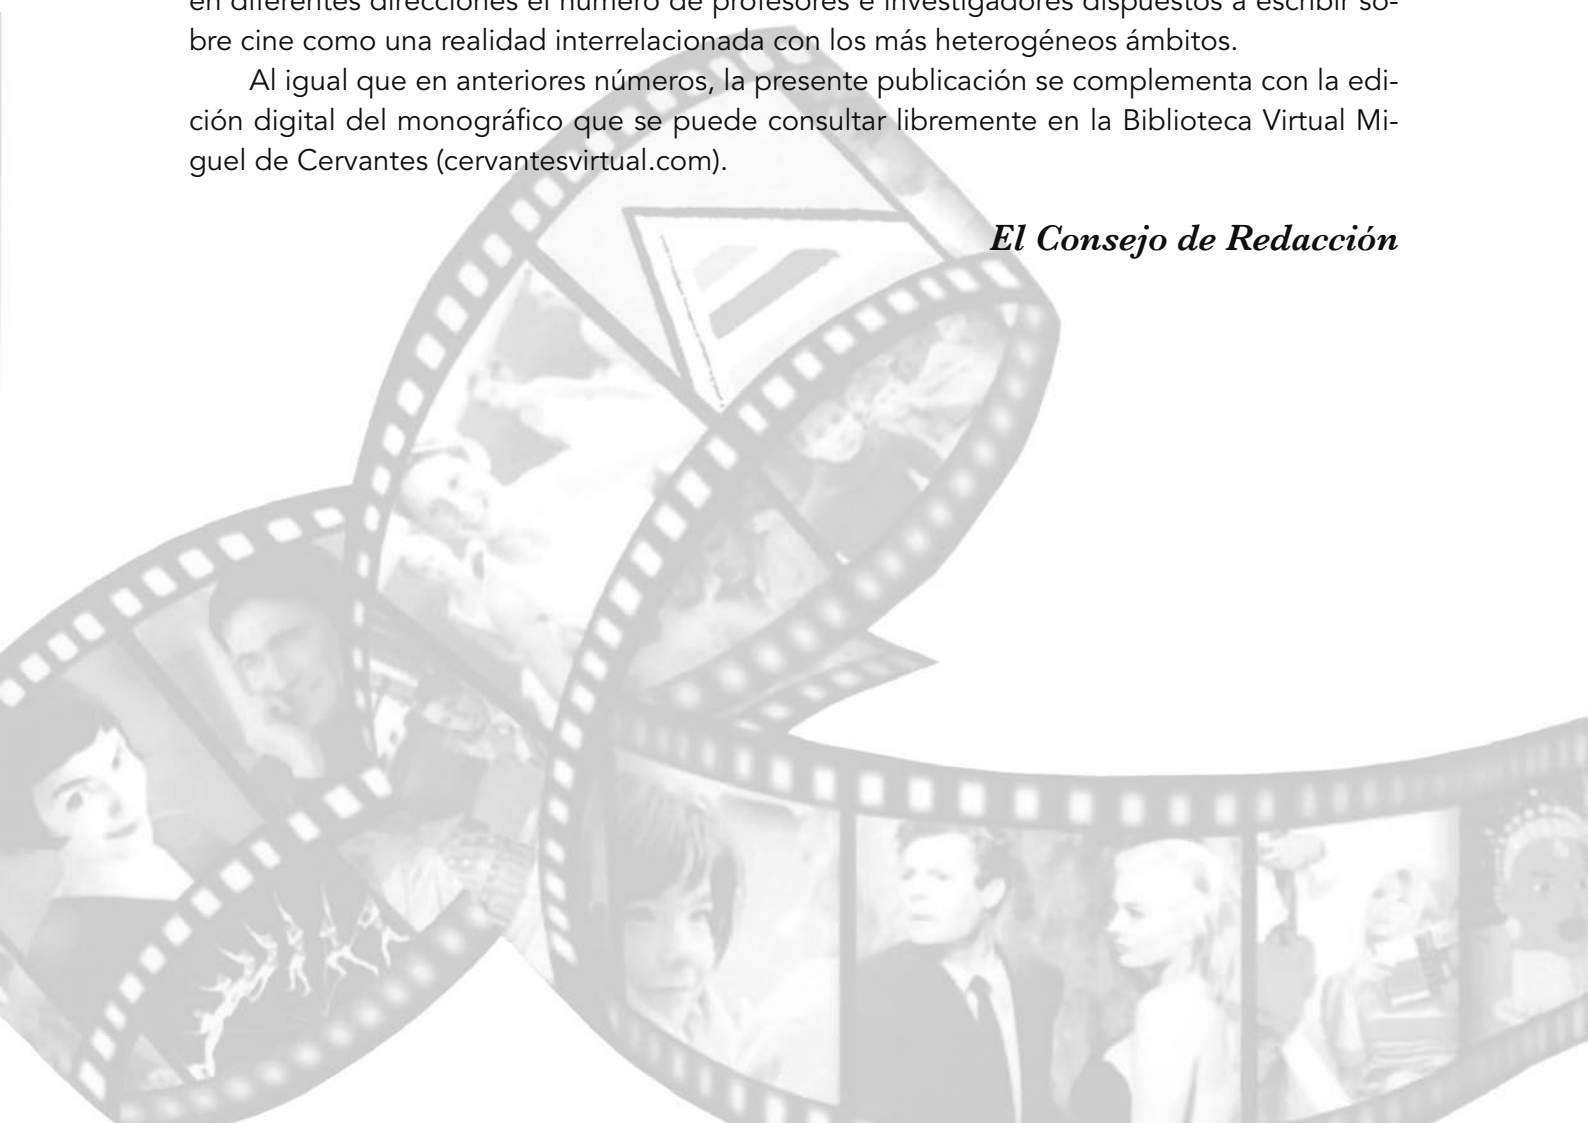 en diferentes direcciones el número de profesores e investigadores dispuestos a escribir so-
bre cine como una realidad interrelacionada con los más heterogéneos ámbitos.
Al igual que en anteriores números, la presente publicación se complementa con la edi-
ción digital del monográfico que se puede consultar libremente en la Biblioteca Virtual Mi-
guel de Cervantes (cervantesvirtual.com).
El Consejo de Redacción